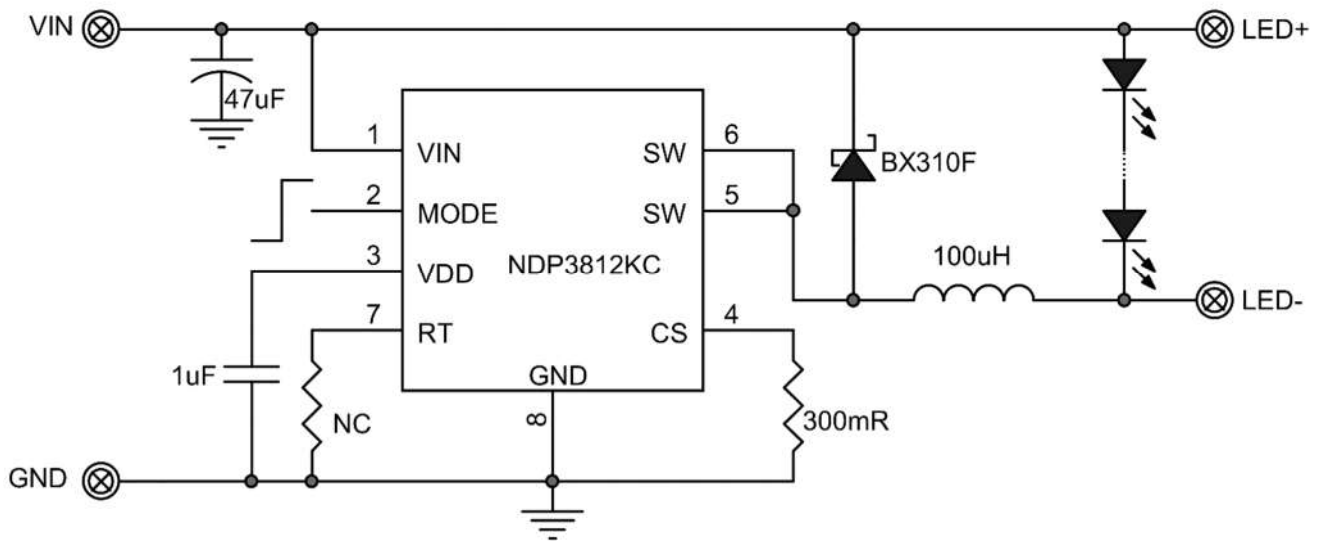 VIN
LED+
47uF
1
VIN
SW
6
BX310F
2
MODE
SW
5
3
VDD
NDP3812KC
100uH
LED-
7
RT
CS
4
1uF
GND
NC
8
300mR
GND